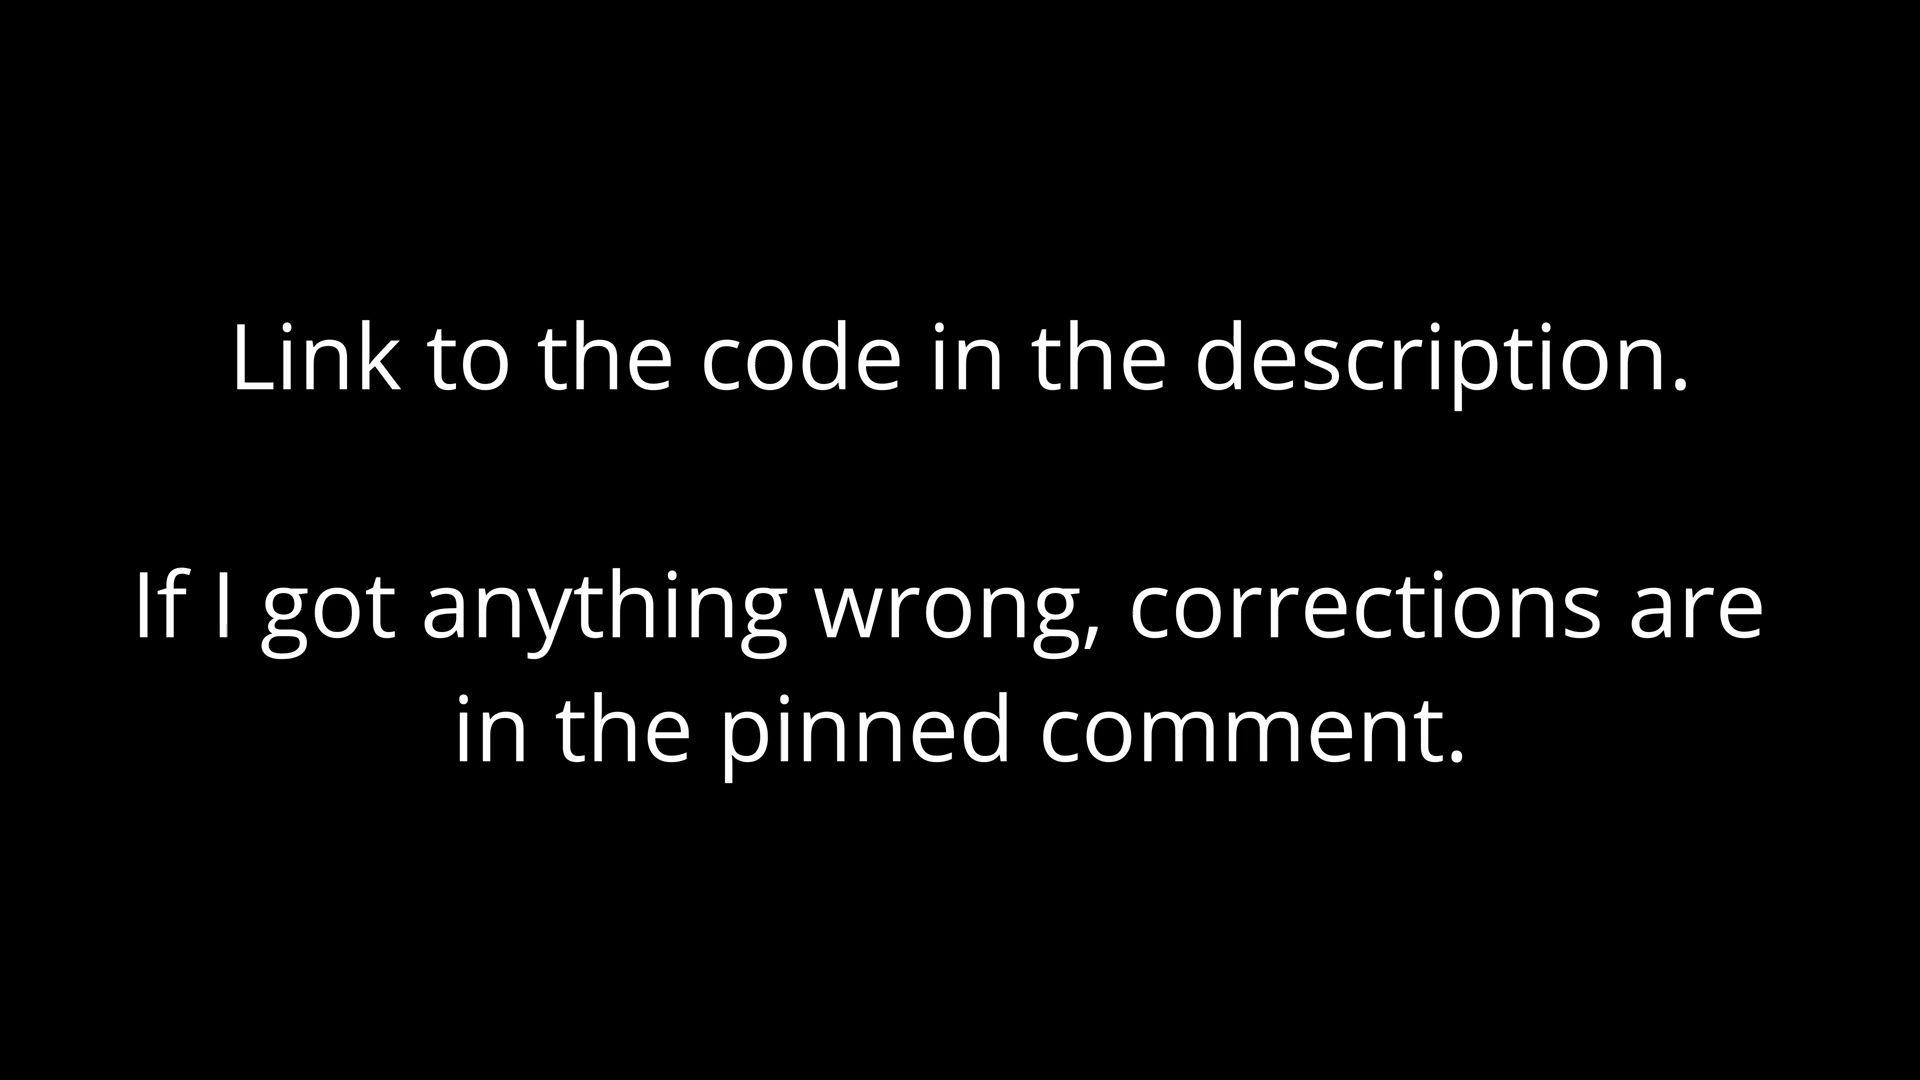 Link to the code in the description.
If I got anything wrong, corrections are
in the pinned comment.